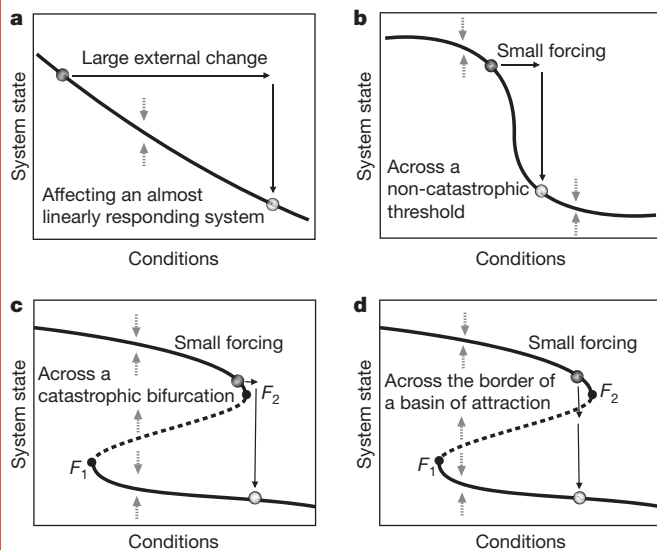 a
Large external change
Affecting an almost
linearly responding system
System state
Conditions
b
Small forcing
Across a
non-catastrophic
threshold
System state
Conditions
c
Small forcing
Across a
catastrophic bifurcation
F2
F1
System state
Conditions
d
Small forcing
Across the border of
a basin of attraction
F2
F1
System state
Conditions